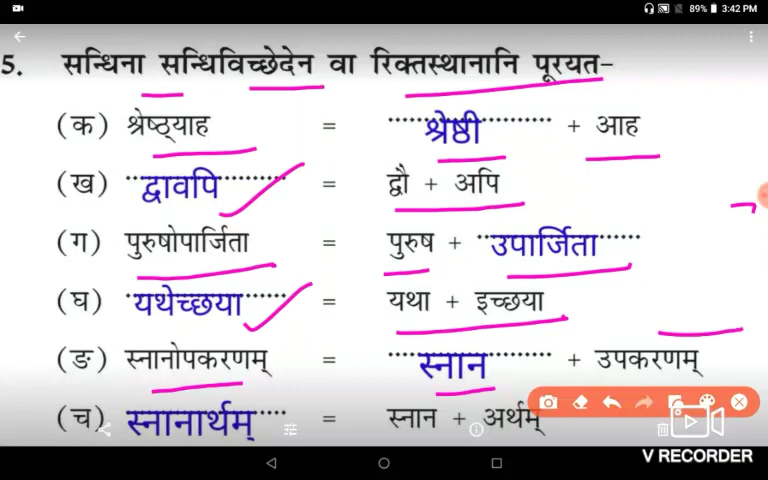 89% 3:42 PM
5. सन्धिना सन्धिविच्छेदेन वा रिक्तस्थानानि पूरयत-
(क) श्रेष्ठ्याह = श्रेष्ठी + आह
(ख) द्वावपि = द्वौ + अपि
(ग) पुरुषोपार्जिता = पुरुष + उपार्जिता
(घ) यथेच्छया = यथा + इच्छया
(ङ) स्नानोपकरणम् = स्नान + उपकरणम्
(च) स्नानार्थम् = स्नान + अर्थम्
V RECORDER